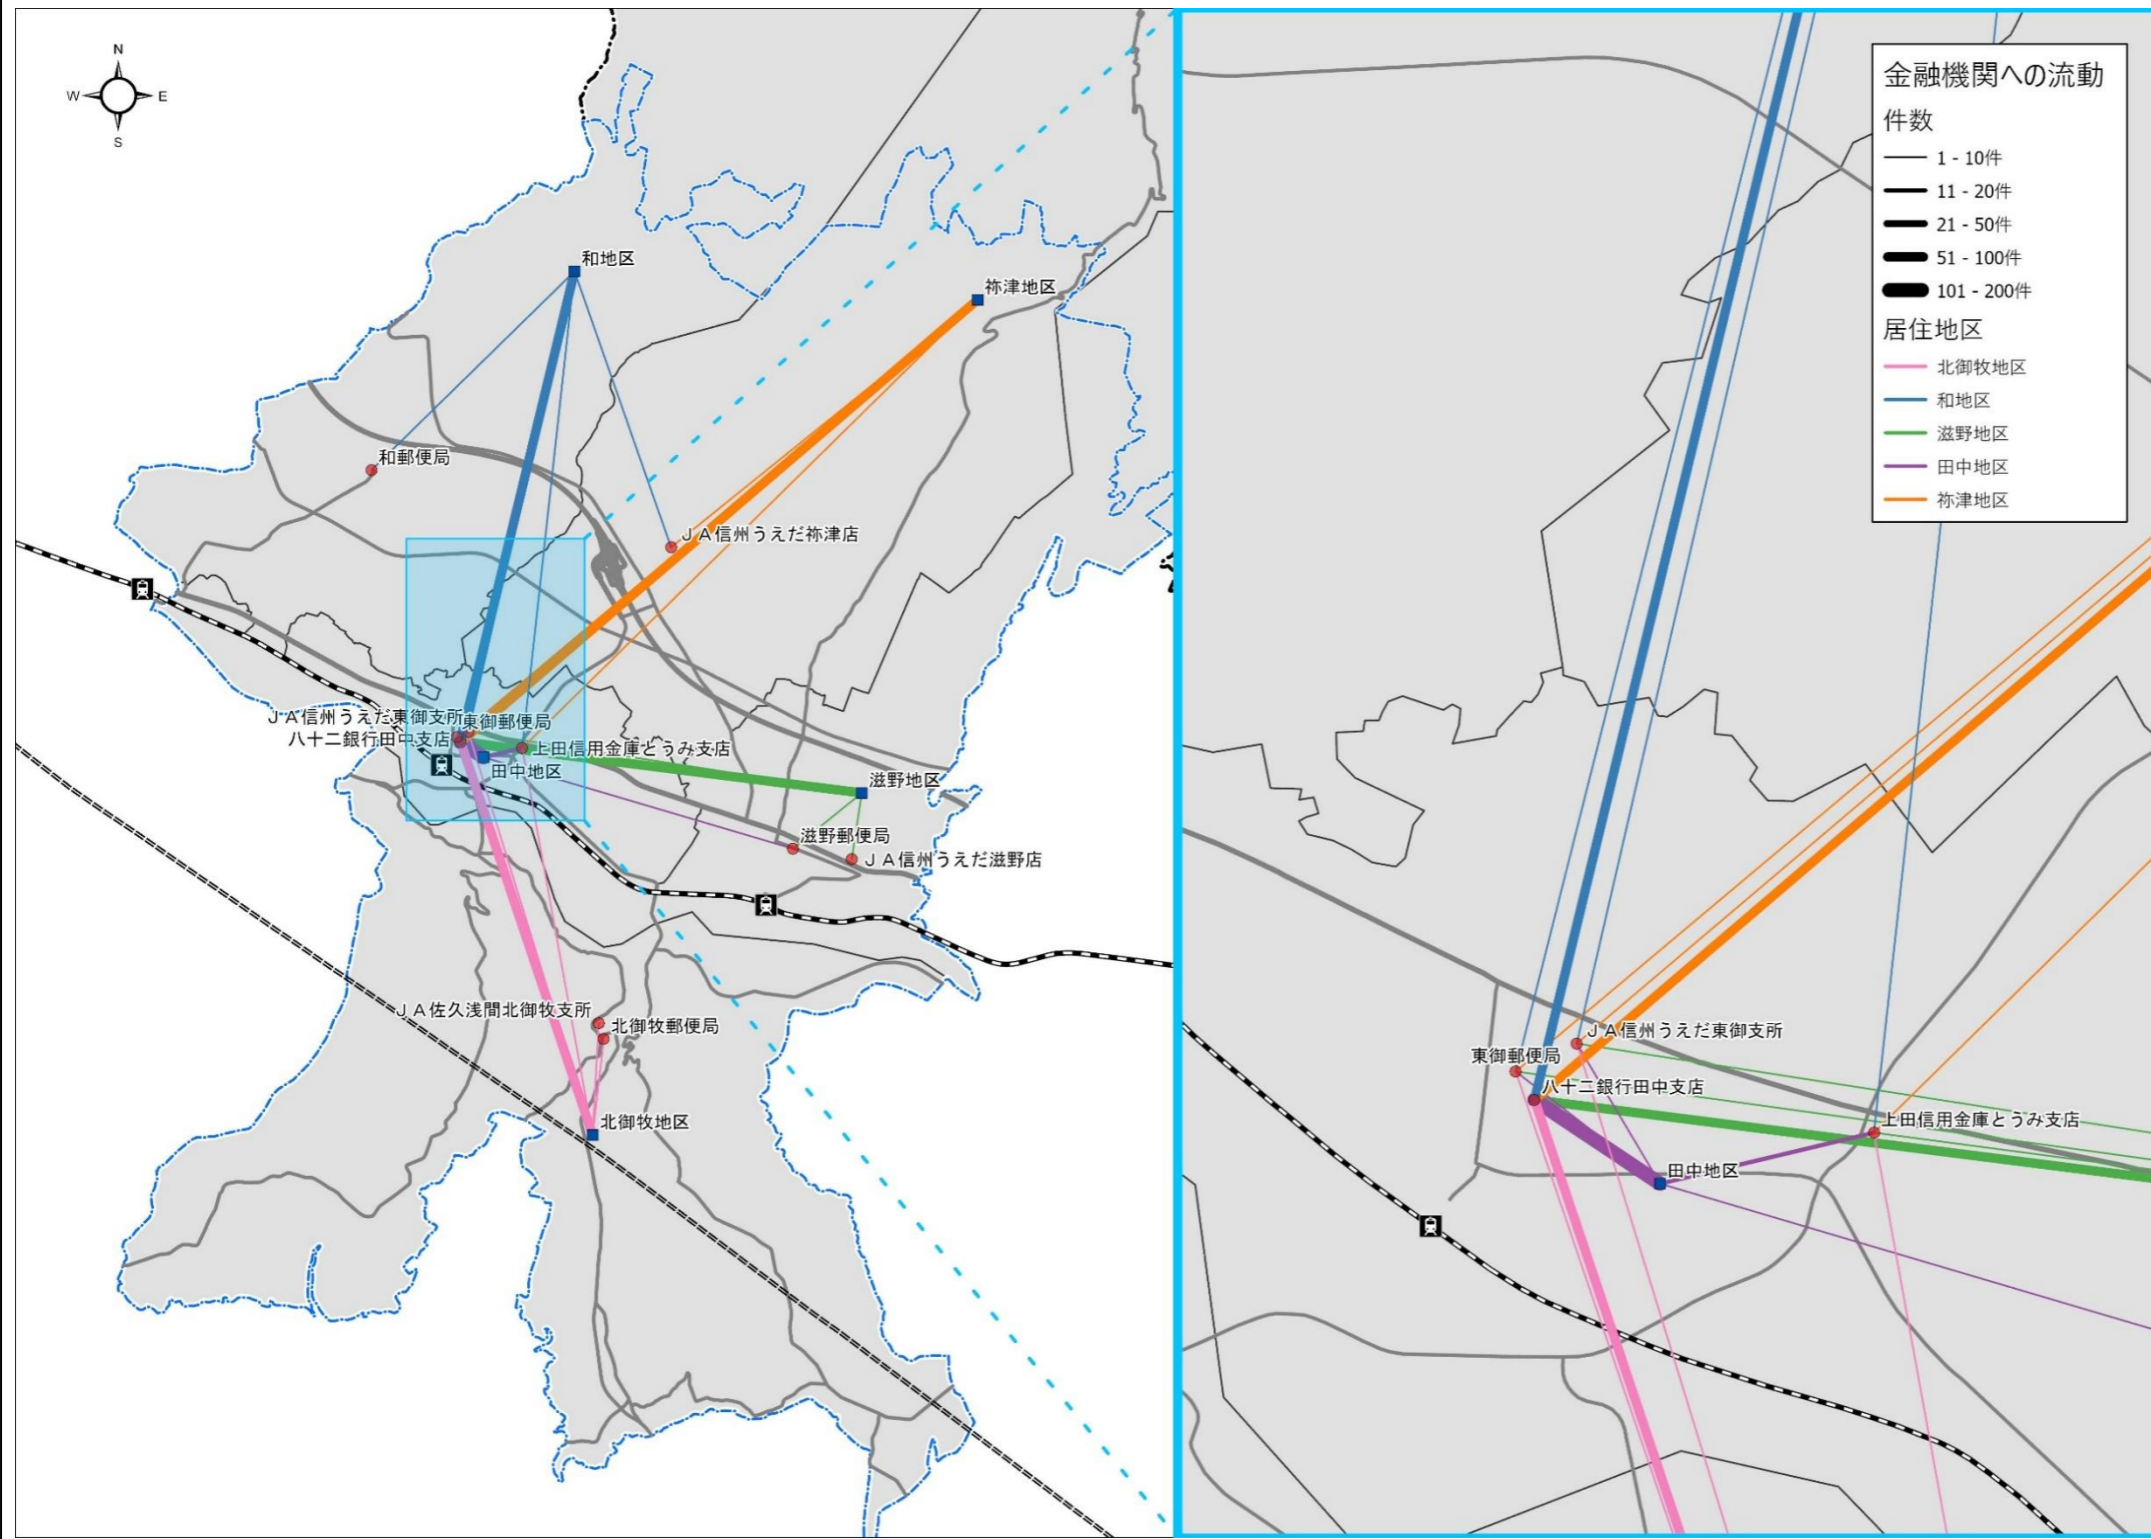 N
W
E
S
和地区
祢津地区
和郵便局
ＪＡ信州うえだ祢津店
ＪＡ信州うえだ東御支所
東御郵便局
八十二銀行田中支店
上田信用金庫とうみ支店
田中地区
滋野地区
滋野郵便局
ＪＡ信州うえだ滋野店
ＪＡ佐久浅間北御牧支所
北御牧郵便局
北御牧地区
金融機関への流動
件数
1 - 10件
11 - 20件
21 - 50件
51 - 100件
101 - 200件
居住地区
北御牧地区
和地区
滋野地区
田中地区
祢津地区
ＪＡ信州うえだ東御支所
東御郵便局
八十二銀行田中支店
上田信用金庫とうみ支店
田中地区